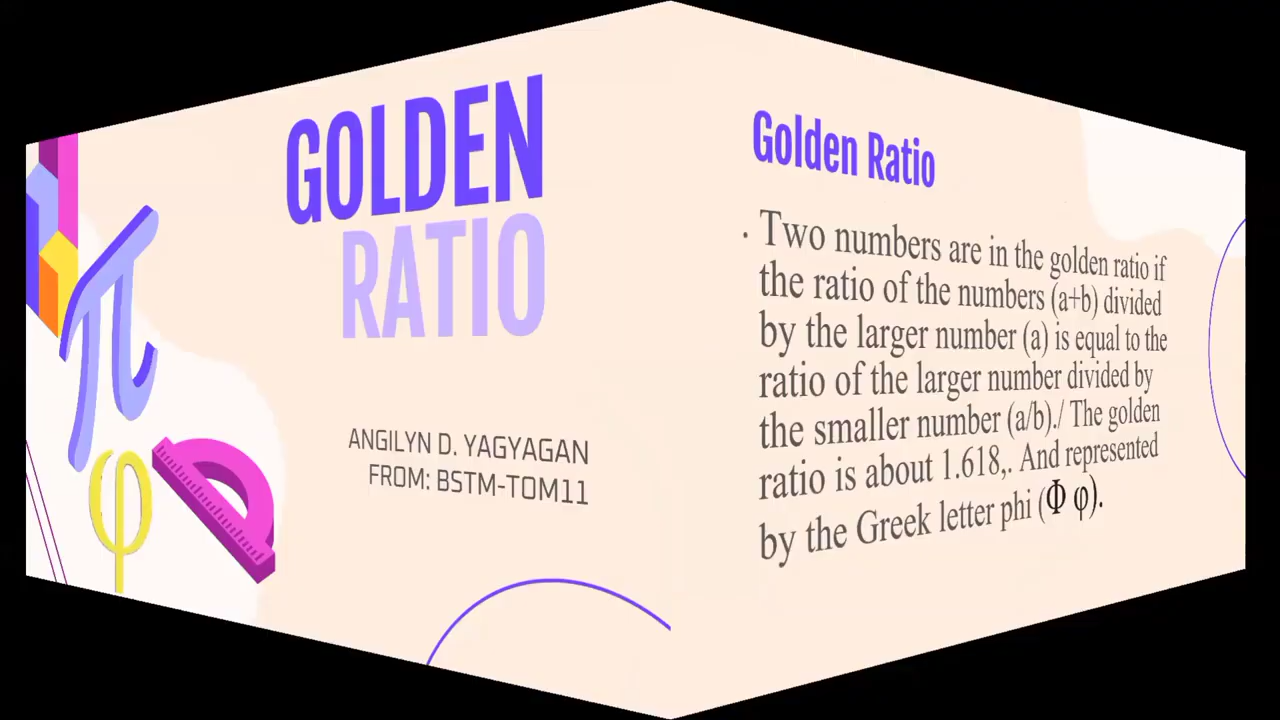 GOLDEN
RATIO
ANGILYN D. YAGYAGAN
FROM: BSTM-TOM11
Golden Ratio
. Two numbers are in the golden ratio if
the ratio of the numbers (a+b) divided
by the larger number (a) is equal to the
ratio of the larger number divided by
the smaller number (a/b)./ The golden
ratio is about 1.618,. And represented
by the Greek letter phi (Φ φ).
π
φ